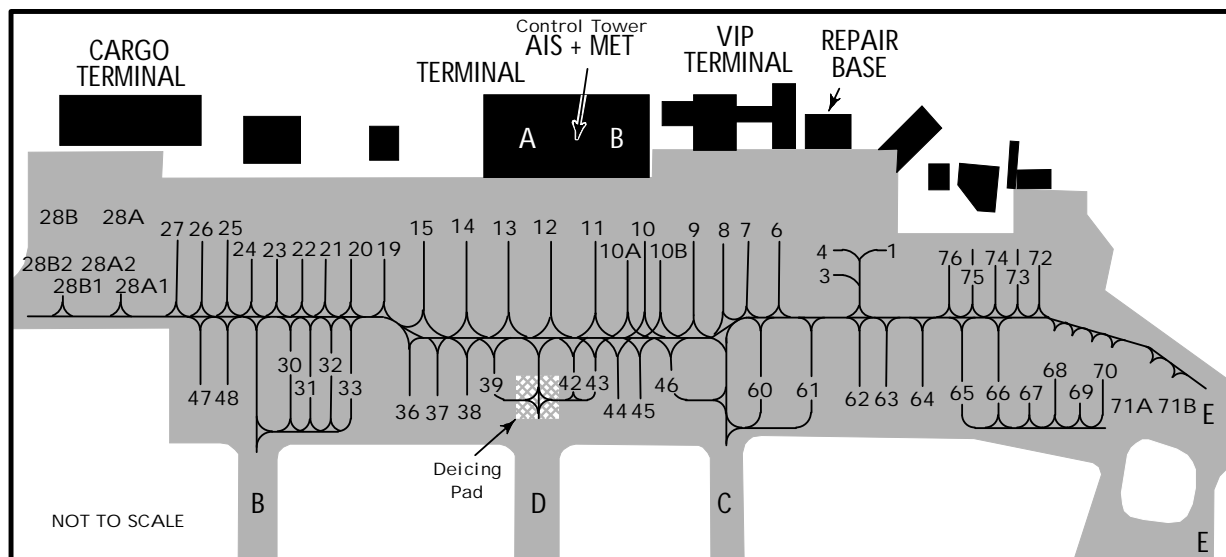 Control Tower
AIS + MET
CARGO
TERMINAL
TERMINAL
VIP
TERMINAL
REPAIR
BASE
A
B
28B 28A
27 26 25 24 23 22 21 20 19 15 14 13 12 11 10A 10 10B 9 8 7 6 4 1
3
28B2 28A2
28B1 28A1
76 75 74 73 72
30 31 32 33
47 48
36 37 38 39 42 43 44 45 46
60 61 62 63 64 65 66 67 68 69 70
71A 71B
E
Deicing
Pad
B
D
C
E
NOT TO SCALE